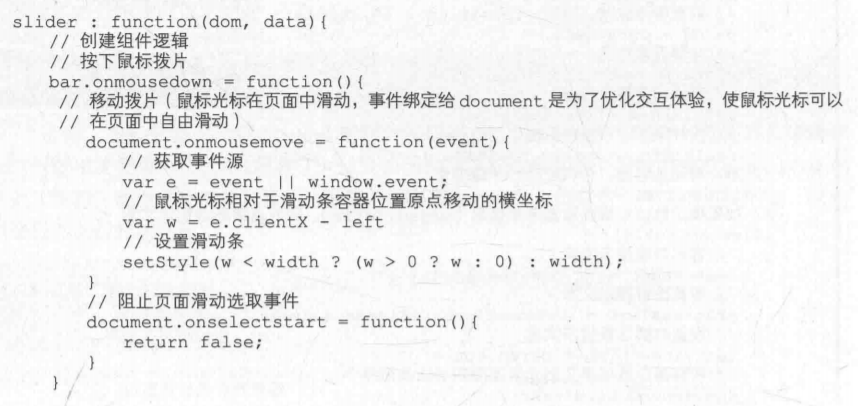 slider : function(dom, data){
// 创建组件逻辑
// 按下鼠标拨片
bar.onmousedown = function(){
// 移动拨片（鼠标光标在页面中滑动，事件绑定给 document 是为了优化交互体验，使鼠标光标可以
// 在页面中自由滑动）
document.onmousemove = function(event){
// 获取事件源
var e = event || window.event;
// 鼠标光标相对于滑动条容器位置原点移动的横坐标
var w = e.clientX - left
// 设置滑动条
setStyle(w < width ? (w > 0 ? w : 0) : width);
}
// 阻止页面滑动选取事件
document.onselectstart = function(){
return false;
}
}